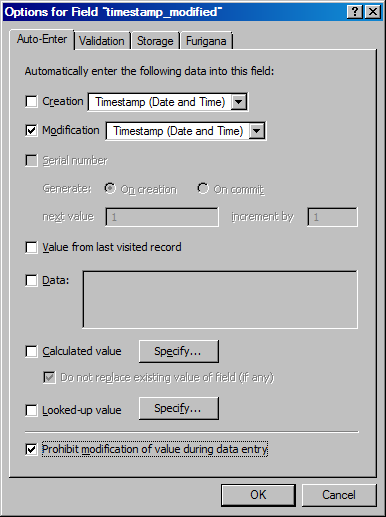 Options for Field "timestamp_modified"
Auto-Enter Validation Storage Furigana
Automatically enter the following data into this field:
Creation Timestamp (Date and Time)
Modification Timestamp (Date and Time)
Serial number
Generate: On creation On commit
next value 1 increment by 1
Value from last visited record
Data:
Calculated value Specify...
Do not replace existing value of field (if any)
Looked-up value Specify...
Prohibit modification of value during data entry
OK Cancel